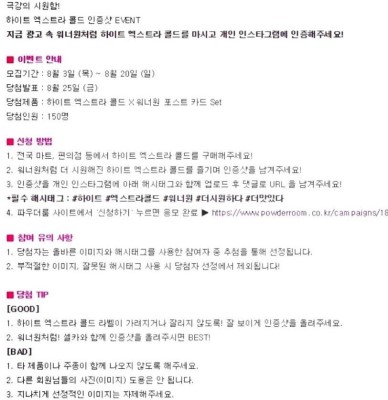 극강의 시원함!
하이트 엑스트라 콜드 인증샷 EVENT
지금 광고 속 워너원처럼 하이트 엑스트라 콜드를 마시고 개인 인스타그램에 인증해주세요!
■ 이벤트 안내
모집기간 : 8월 3일 (목) ~ 8월 20일 (일)
당첨발표 : 8월 25일 (금)
당첨제품 : 하이트 엑스트라 콜드 X 워너원 포스트 카드 Set
당첨인원 : 150명
■ 신청 방법
1. 전국 마트, 편의점 등에서 하이트 엑스트라 콜드를 구매해주세요!
2. 워너원처럼 더 시원해진 하이트 엑스트라 콜드를 즐기며 인증샷을 남겨주세요!
3. 인증샷을 개인 인스타그램에 아래 해시태그와 함께 업로드 후 댓글로 URL 을 남겨주세요!
*필수 해시태그 : #하이트 #엑스트라콜드 #워너원 #더시원하다 #더맛있다
4. 파우더룸 사이트에서 '신청하기' 누르면 응모 완료 ▶ https://www.powderroom.co.kr/campaigns/18
■ 참여 유의 사항
1. 당첨자는 올바른 이미지와 해시태그를 사용한 참여자 중 추첨을 통해 선정됩니다!
2. 부적절한 이미지, 잘못된 해시태그 사용 시 당첨자 선정에서 제외됩니다!
■ 당첨 TIP
[GOOD]
1. 하이트 엑스트라 콜드 라벨이 가려지거나 잘리지 않도록! 잘 보이게 인증샷을 올려주세요.
2. 워너원처럼! 셀카와 함께 인증샷을 올려주시면 BEST!
[BAD]
1. 타 제품이나 주종이 함께 나오지 않도록 해주세요.
2. 다른 회원님들의 사진(이미지) 도용은 안 됩니다.
3. 지나치게 선정적인 이미지는 자제해주세요.